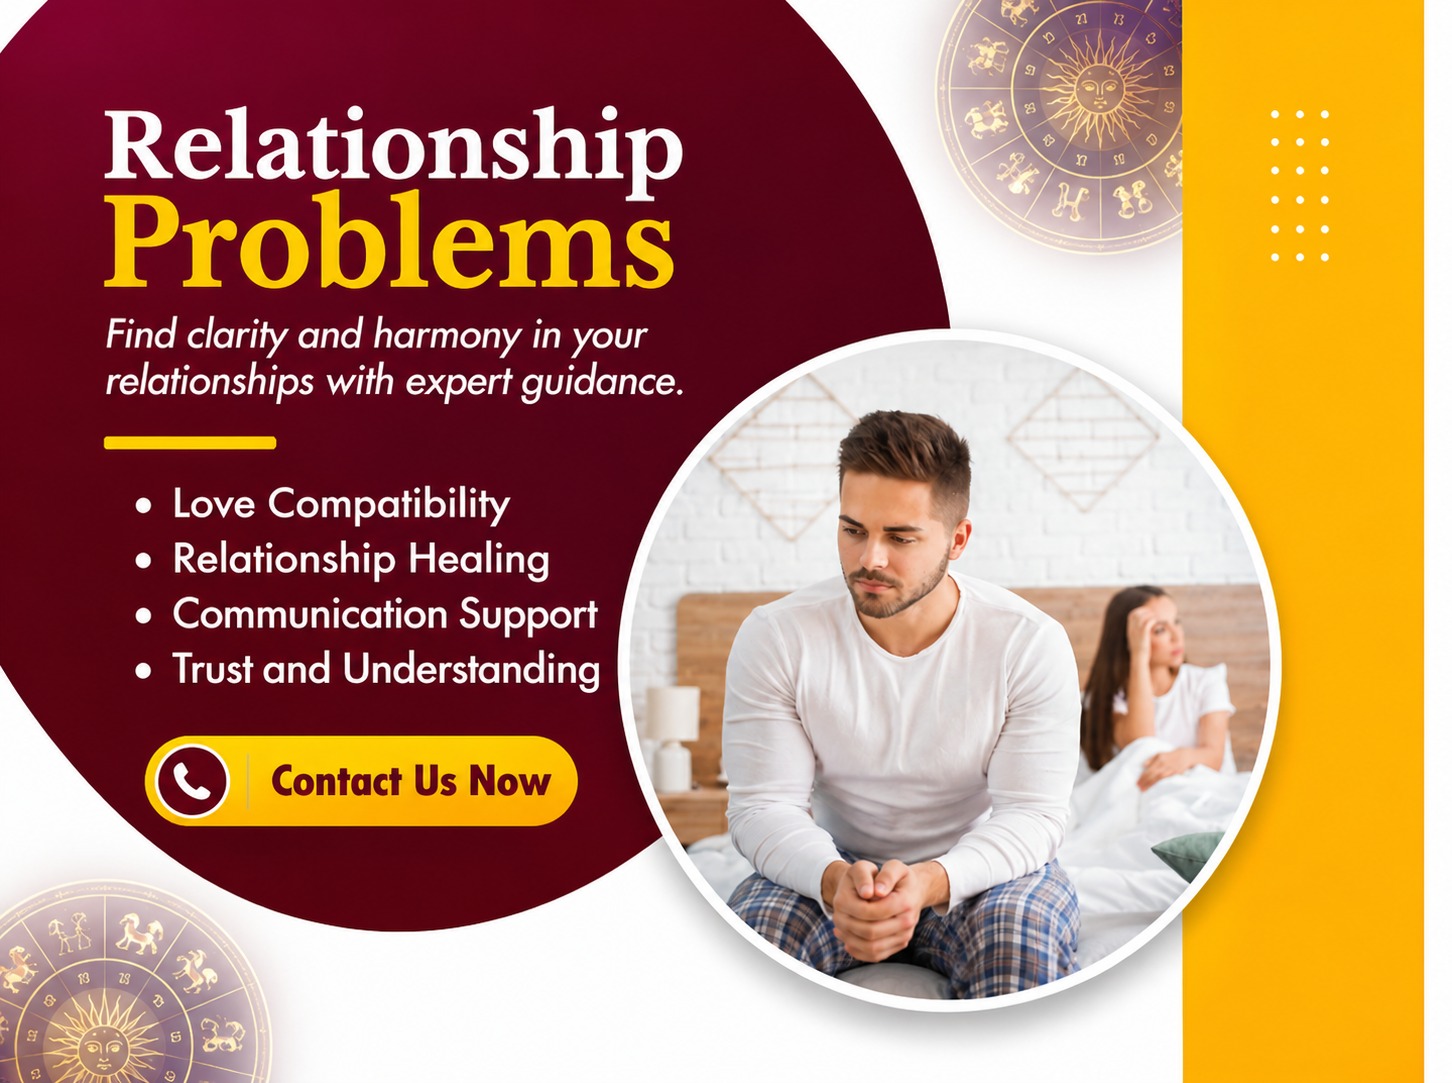 Relationship
Problems
Find clarity and harmony in your
relationships with expert guidance.
• Love Compatibility
• Relationship Healing
• Communication Support
• Trust and Understanding
Contact Us Now